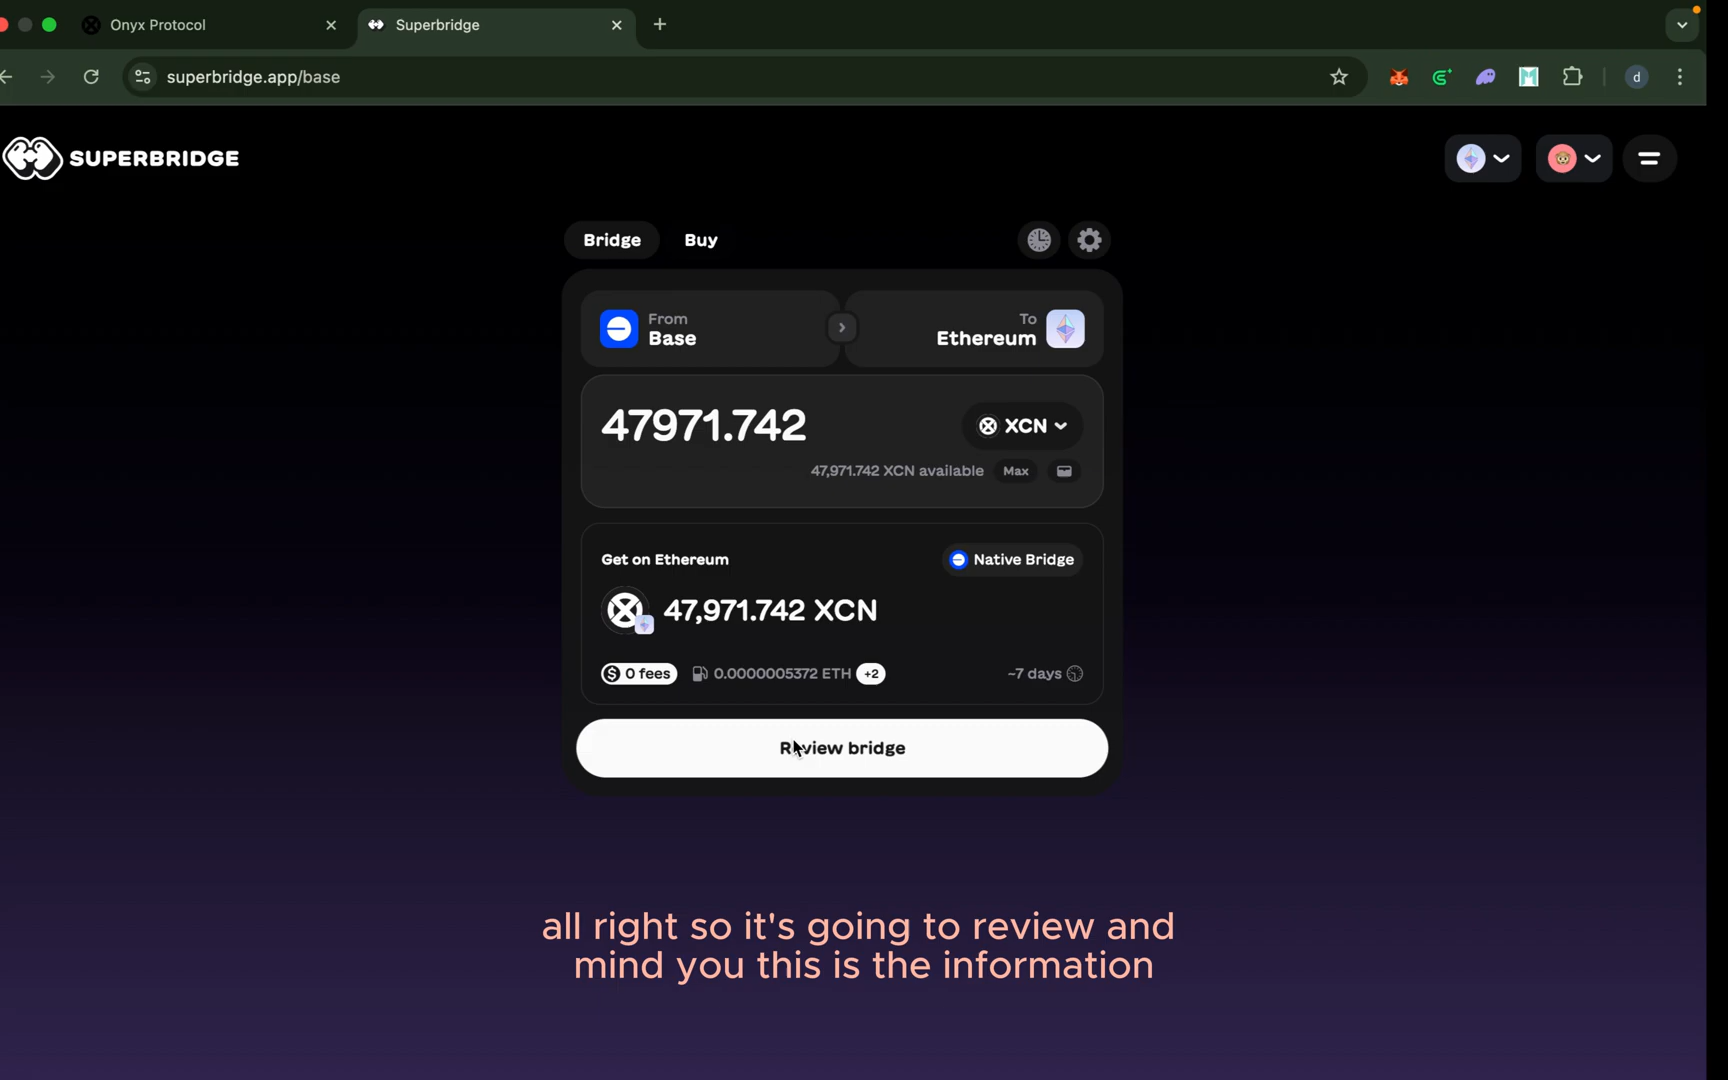 Onyx Protocol
Superbridge
superbridge.app/base
d
SUPERBRIDGE
Bridge Buy
From
Base
To
Ethereum
47971.742
XCN
47,971.742 XCN available Max
Get on Ethereum
Native Bridge
47,971.742 XCN
0 fees 0.0000005372 ETH +2 ~7 days
Review bridge
all right so it's going to review and
mind you this is the information